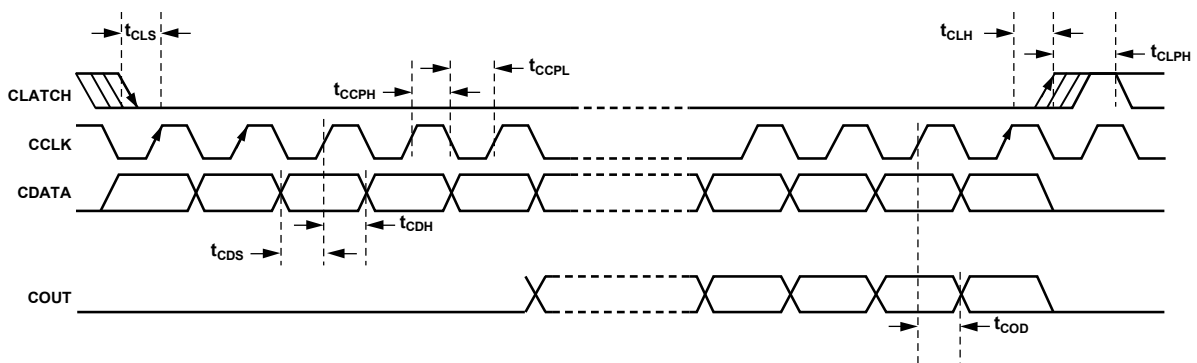 tCLS
tCLH
tCLPH
tCCPL
tCCPH
CLATCH
CCLK
CDATA
tCDH
tCDS
COUT
tCOD